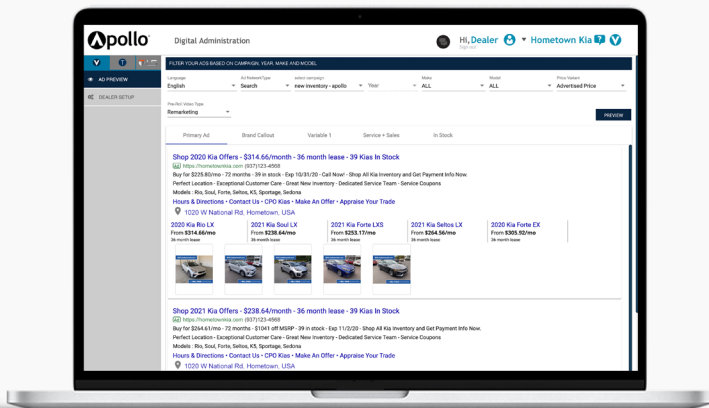 Apollo
Digital Administration
Hi, Dealer
Sign out
Hometown Kia
FILTER YOUR ADS BASED ON CAMPAIGN, YEAR, MAKE AND MODEL
AD PREVIEW
DEALER SETUP
Language
English
Ad NetworkType
Search
select campaign
new inventory - apollo
Year
Make
ALL
Model
ALL
Price Variant
Advertised Price
Pre-Roll Video Type
Remarketing
PREVIEW
Primary Ad
Brand Callout
Variable 1
Service + Sales
In Stock
Shop 2020 Kia Offers - $314.66/month - 36 month lease - 39 Kias In Stock
Ad https://hometownkia.com (937)123-4568
Buy for $225.80/mo - 72 months - 39 in stock - Exp 10/31/20 - Call Now! - Shop All Kia Inventory and Get Payment Info Now.
Perfect Location - Exceptional Customer Care - Great New Inventory - Dedicated Service Team - Service Coupons
Models : Rio, Soul, Forte, Seltos, K5, Sportage, Sedona
Hours & Directions • Contact Us • CPO Kias • Make An Offer • Appraise Your Trade
1020 W National Rd, Hometown, USA
2020 Kia Rio LX
From $314.66/mo
36 month lease
2021 Kia Soul LX
From $238.64/mo
36 month lease
2021 Kia Forte LXS
From $253.17/mo
36 month lease
2021 Kia Seltos LX
From $264.56/mo
36 month lease
2020 Kia Forte EX
From $305.92/mo
36 month lease
Shop 2021 Kia Offers - $238.64/month - 36 month lease - 39 Kias In Stock
Ad https://hometownkia.com (937)123-4568
Buy for $264.61/mo - 72 months - $1041 off MSRP - 39 in stock - Exp 11/2/20 - Shop All Kia Inventory and Get Payment Info Now.
Perfect Location - Exceptional Customer Care - Great New Inventory - Dedicated Service Team - Service Coupons
Models : Rio, Soul, Forte, Seltos, K5, Sportage, Sedona
Hours & Directions • Contact Us • CPO Kias • Make An Offer • Appraise Your Trade
1020 W National Rd, Hometown, USA